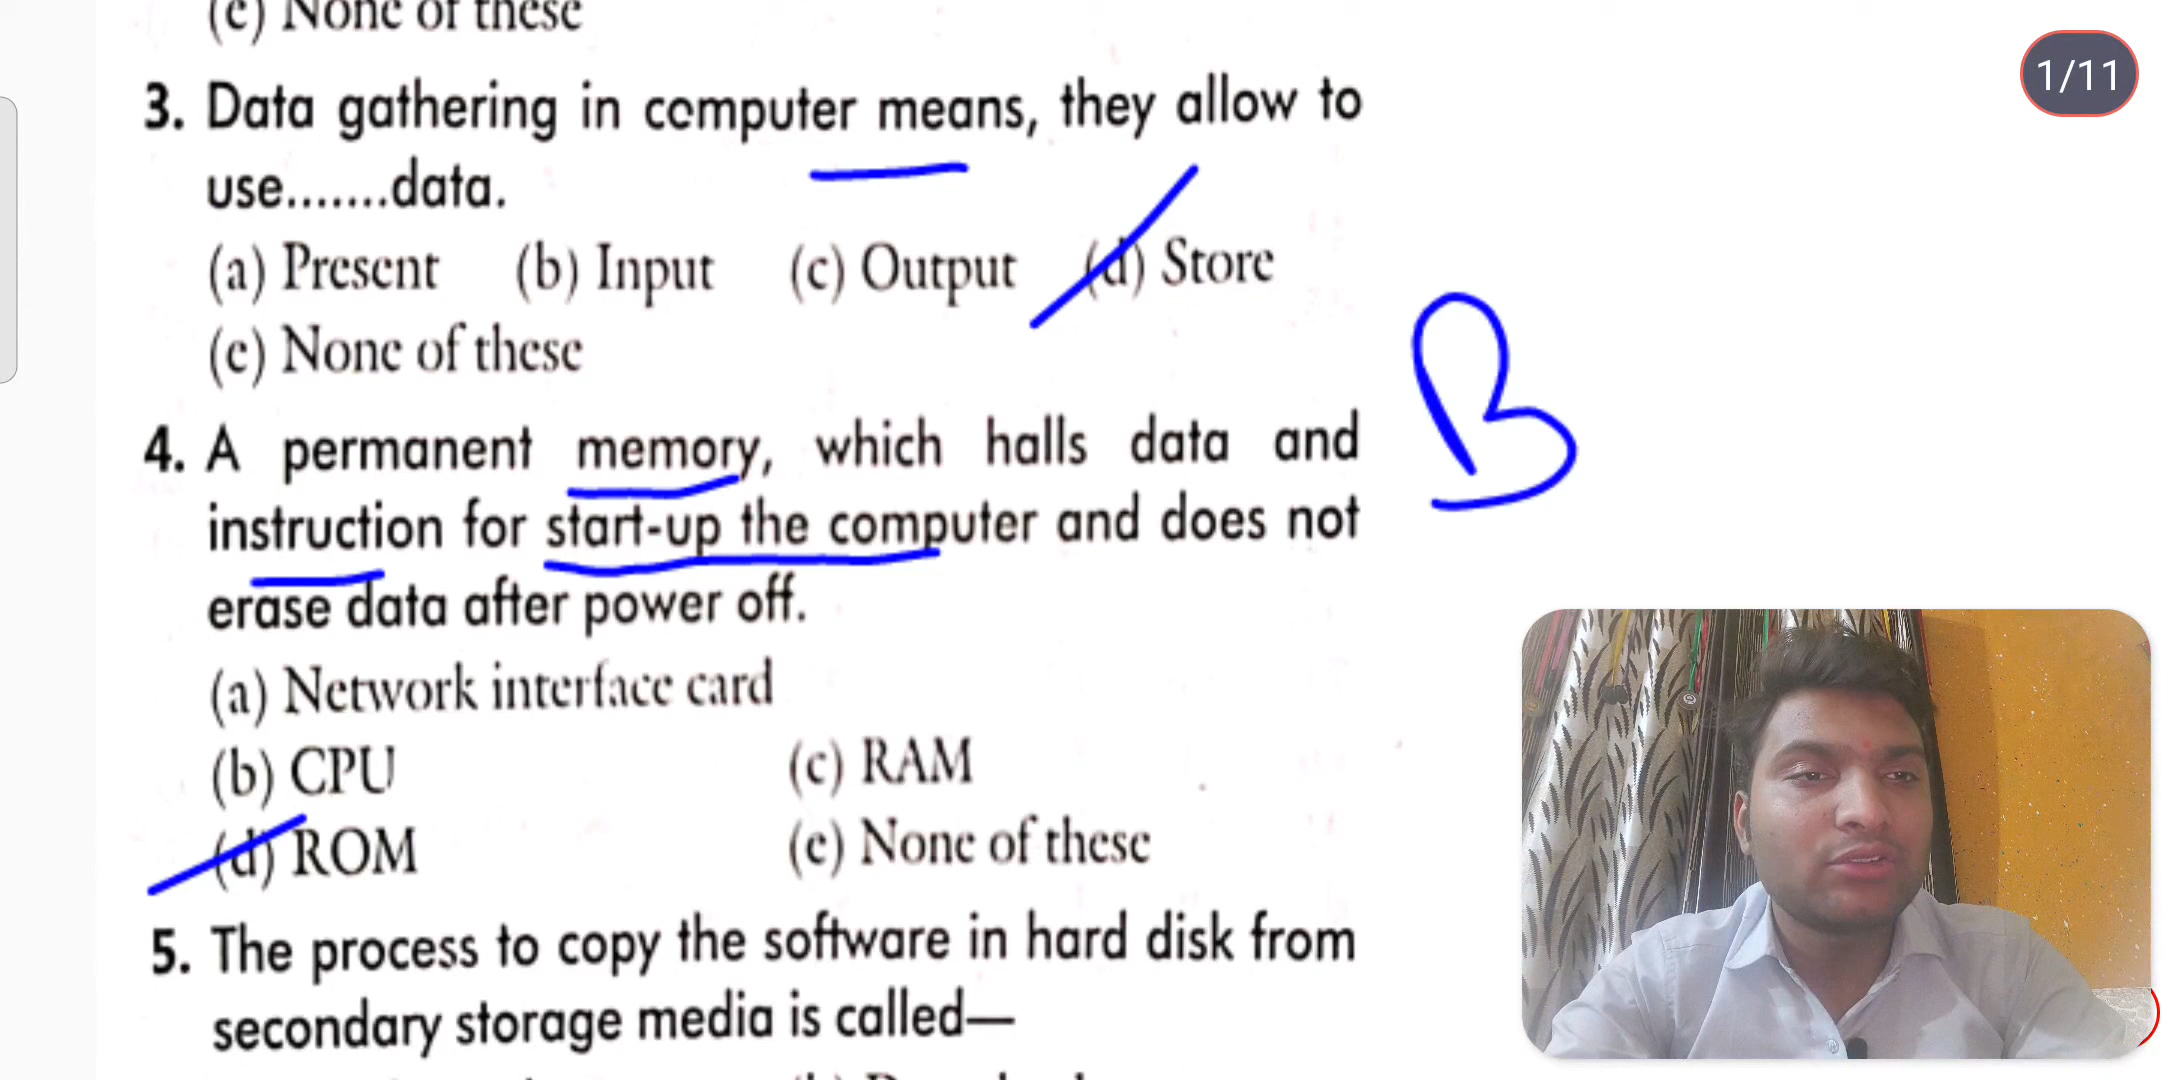 (e) None of these
1/11
3. Data gathering in computer means, they allow to
use.......data.
(a) Present (b) Input (c) Output (d) Store
(e) None of these
B
4. A permanent memory, which halls data and
instruction for start-up the computer and does not
erase data after power off.
(a) Network interface card
(b) CPU (c) RAM
(d) ROM (e) None of these
5. The process to copy the software in hard disk from
secondary storage media is called—